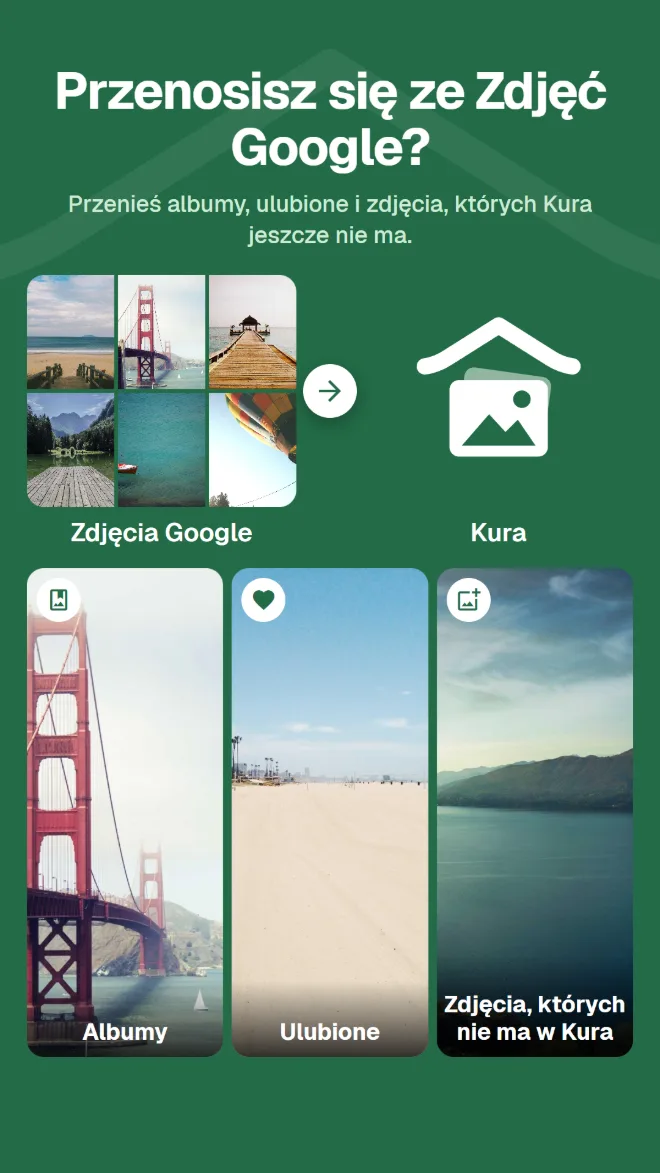 Przenosisz się ze Zdjęć
Google?
Przenieś albumy, ulubione i zdjęcia, których Kura
jeszcze nie ma.
Zdjęcia Google
Kura
Albumy
Ulubione
Zdjęcia, których
nie ma w Kura